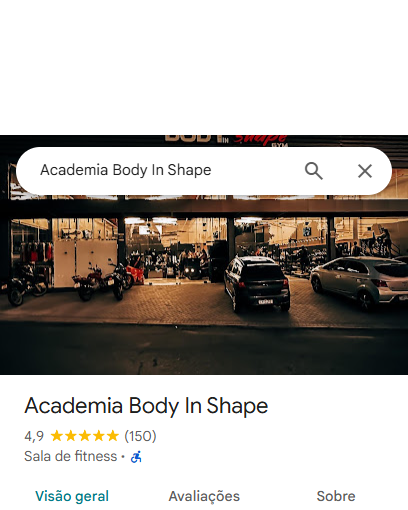 BODY IN Shape
GYM
Academia Body In Shape
Academia Body In Shape
4,9 (150)
Sala de fitness ·
Visão geral Avaliações Sobre